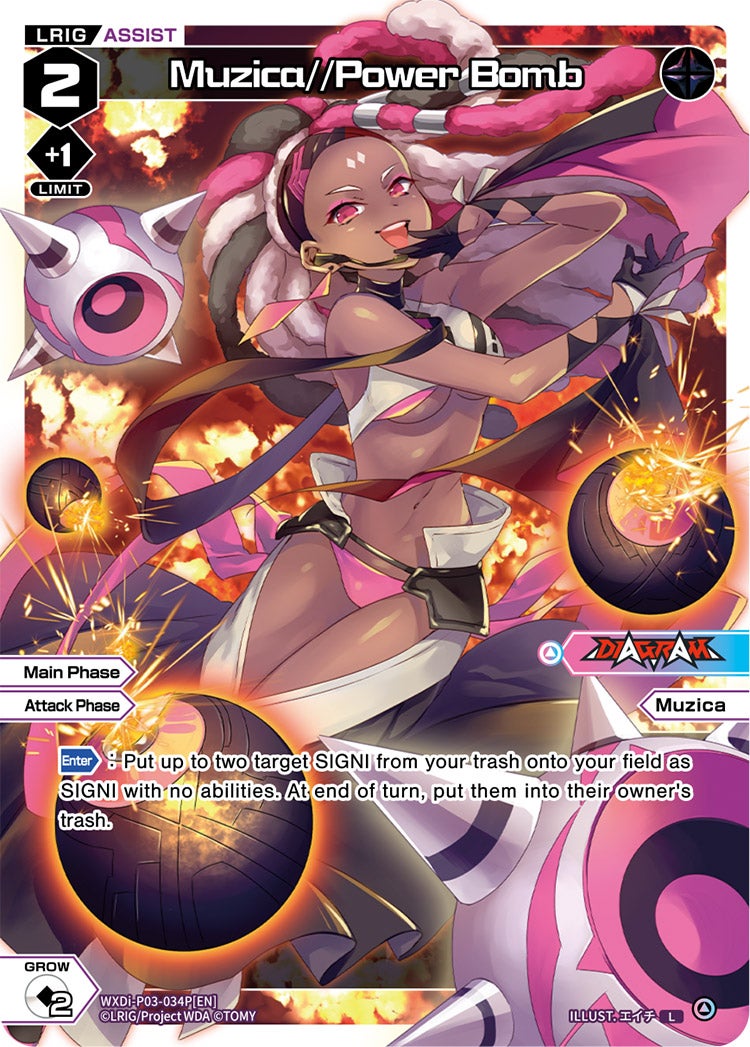 LRIG ASSIST
2
Muzica//Power Bomb
+1
LIMIT
DIAGRAM
Main Phase
Attack Phase
Muzica
Enter : Put up to two target SIGNI from your trash onto your field as
SIGNI with no abilities. At end of turn, put them into their owner's
trash.
GROW
2
WXDi-P03-034P[EN]
©LRIG/Project WDA ©TOMY
ILLUST. エイチ L